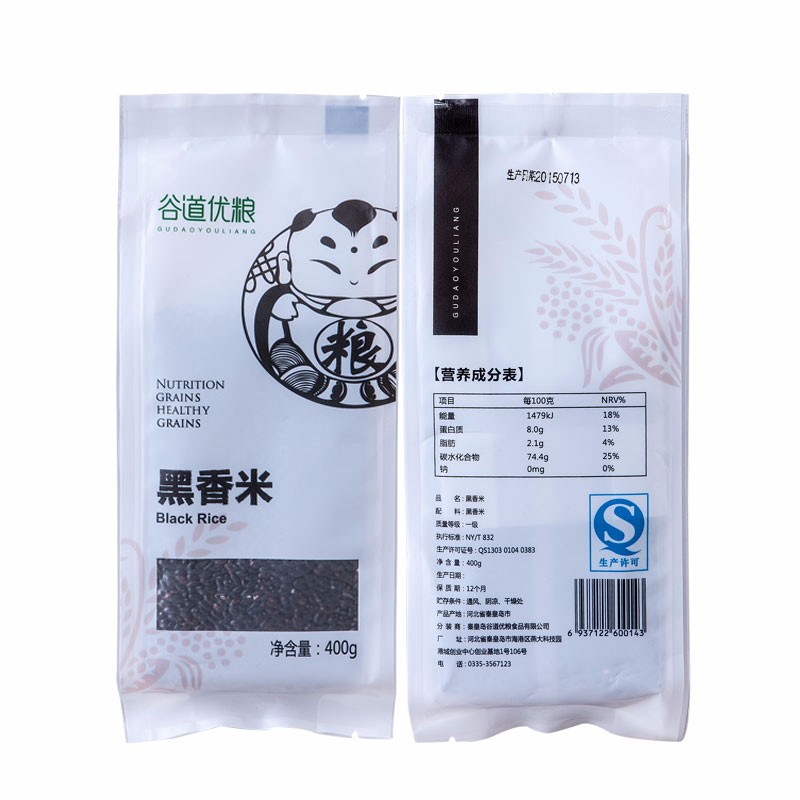 谷道优粮
GUDAOYOULIANG
粮
NUTRITION
GRAINS
HEALTHY
GRAINS
黑香米
Black Rice
净含量：400g
GUDAOYOULIANG
生产日期20150713
【营养成分表】
项目 每100克 NRV%
能量 1479kJ 18%
蛋白质 8.0g 13%
脂肪 2.1g 4%
碳水化合物 74.4g 25%
钠 0mg 0%
品 名：黑香米
配 料：黑香米
质量等级：一级
执行标准：NY/T 832
生产许可证号：QS1303 0104 0383
净 含 量：400g
生产日期：
保 质 期：12个月
贮存条件：通风、阴凉、干燥处
产品产地：河北省秦皇岛市
分 装 商：秦皇岛谷道优粮食品有限公司
厂 址：河北省秦皇岛市海港区燕大科技园
港城创业中心创业基地1号106号
电 话：0335-3567123
生产许可
6 937122 600143